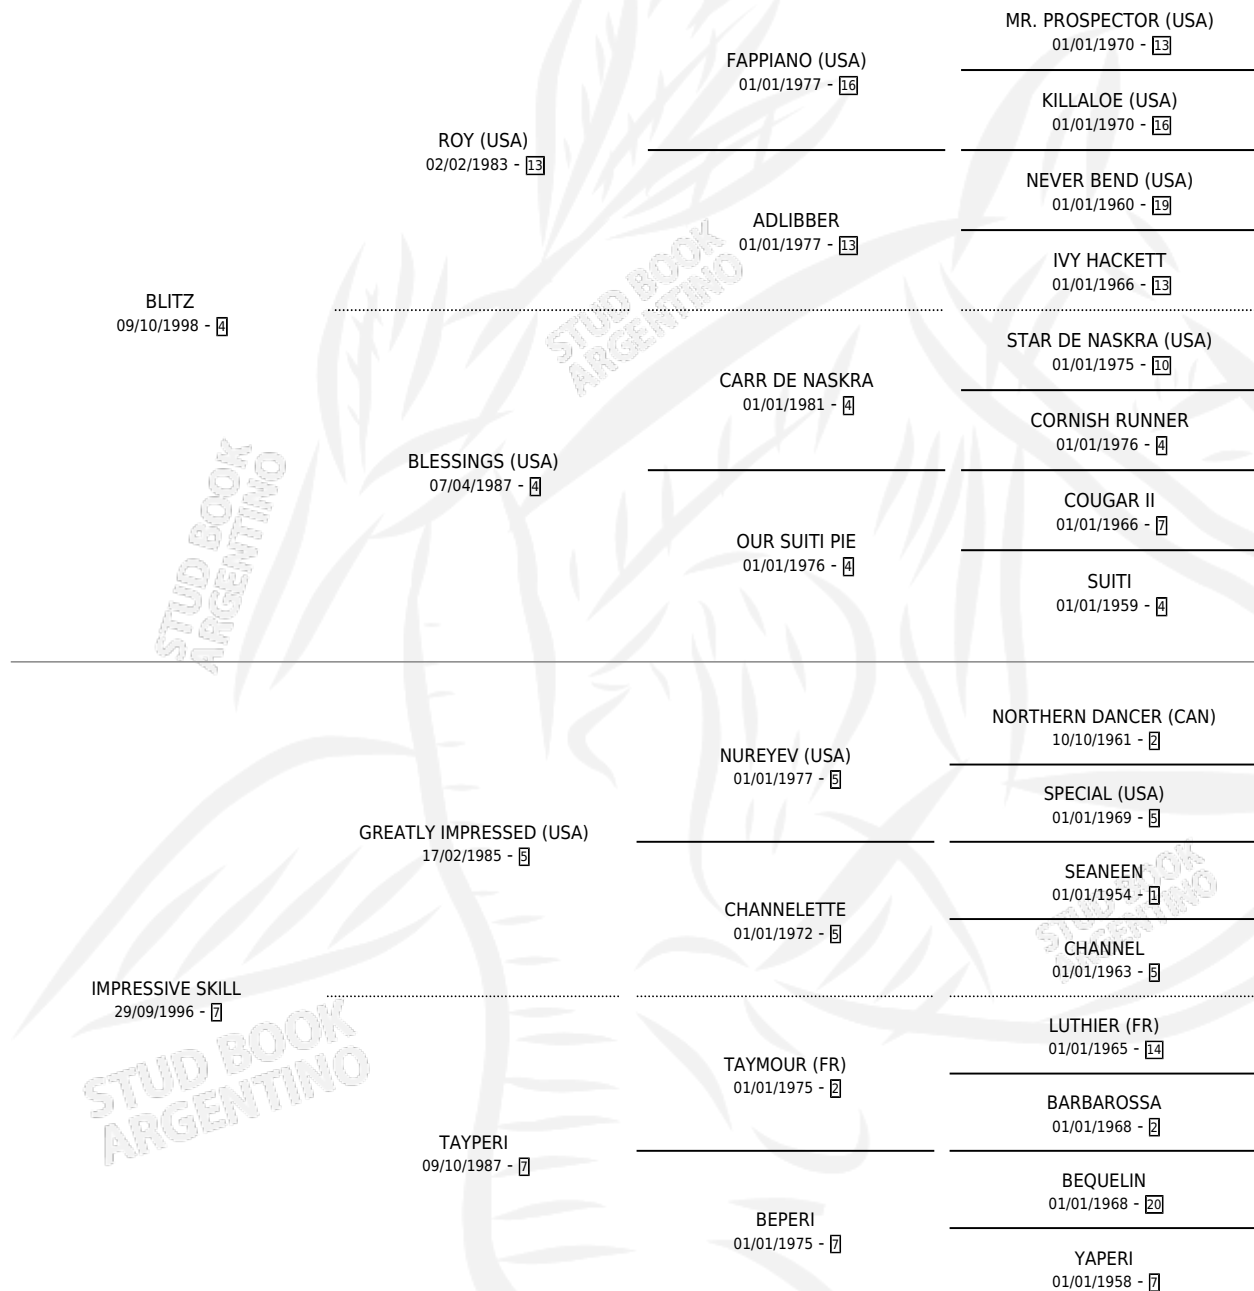 MR. PROSPECTOR (USA)
01/01/1970 - 13
FAPPIANO (USA)
01/01/1977 - 16
KILLALOE (USA)
01/01/1970 - 16
ROY (USA)
02/02/1983 - 13
NEVER BEND (USA)
01/01/1960 - 19
ADLIBBER
01/01/1977 - 13
IVY HACKETT
01/01/1966 - 13
BLITZ
09/10/1998 - 4
STAR DE NASKRA (USA)
01/01/1975 - 10
CARR DE NASKRA
01/01/1981 - 4
CORNISH RUNNER
01/01/1976 - 4
BLESSINGS (USA)
07/04/1987 - 4
COUGAR II
01/01/1966 - 7
OUR SUITI PIE
01/01/1976 - 4
SUITI
01/01/1959 - 4
NORTHERN DANCER (CAN)
10/10/1961 - 2
NUREYEV (USA)
01/01/1977 - 5
SPECIAL (USA)
01/01/1969 - 5
GREATLY IMPRESSED (USA)
17/02/1985 - 5
SEANEEN
01/01/1954 - 1
CHANNELETTE
01/01/1972 - 5
CHANNEL
01/01/1963 - 5
IMPRESSIVE SKILL
29/09/1996 - 7
LUTHIER (FR)
01/01/1965 - 14
TAYMOUR (FR)
01/01/1975 - 2
BARBAROSSA
01/01/1968 - 2
TAYPERI
09/10/1987 - 7
BEQUELIN
01/01/1968 - 20
BEPERI
01/01/1975 - 7
YAPERI
01/01/1958 - 7
STUD BOOK
ARGENTINO
STUD BOOK
ARGENTINO
STUD BOOK
ARGENTINO
STUD BOOK
ARGENTINO